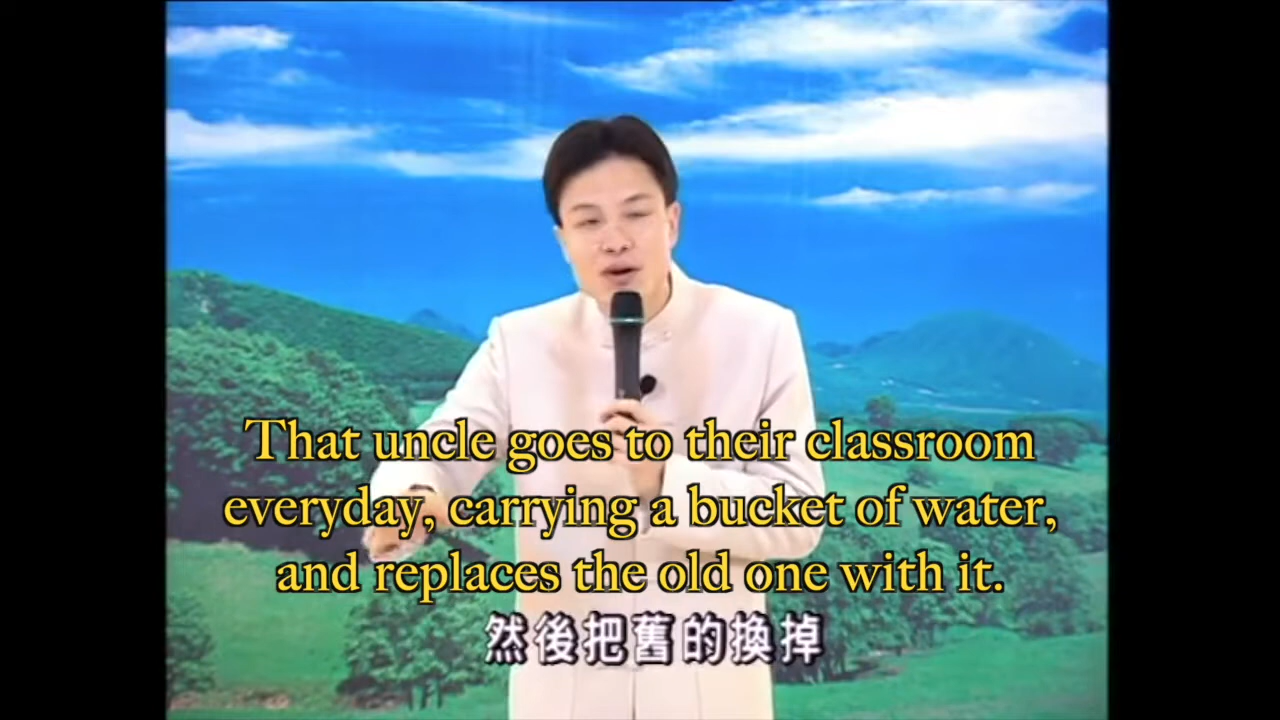 That uncle goes to their classroom
everyday, carrying a bucket of water,
and replaces the old one with it.
然後把舊的換掉